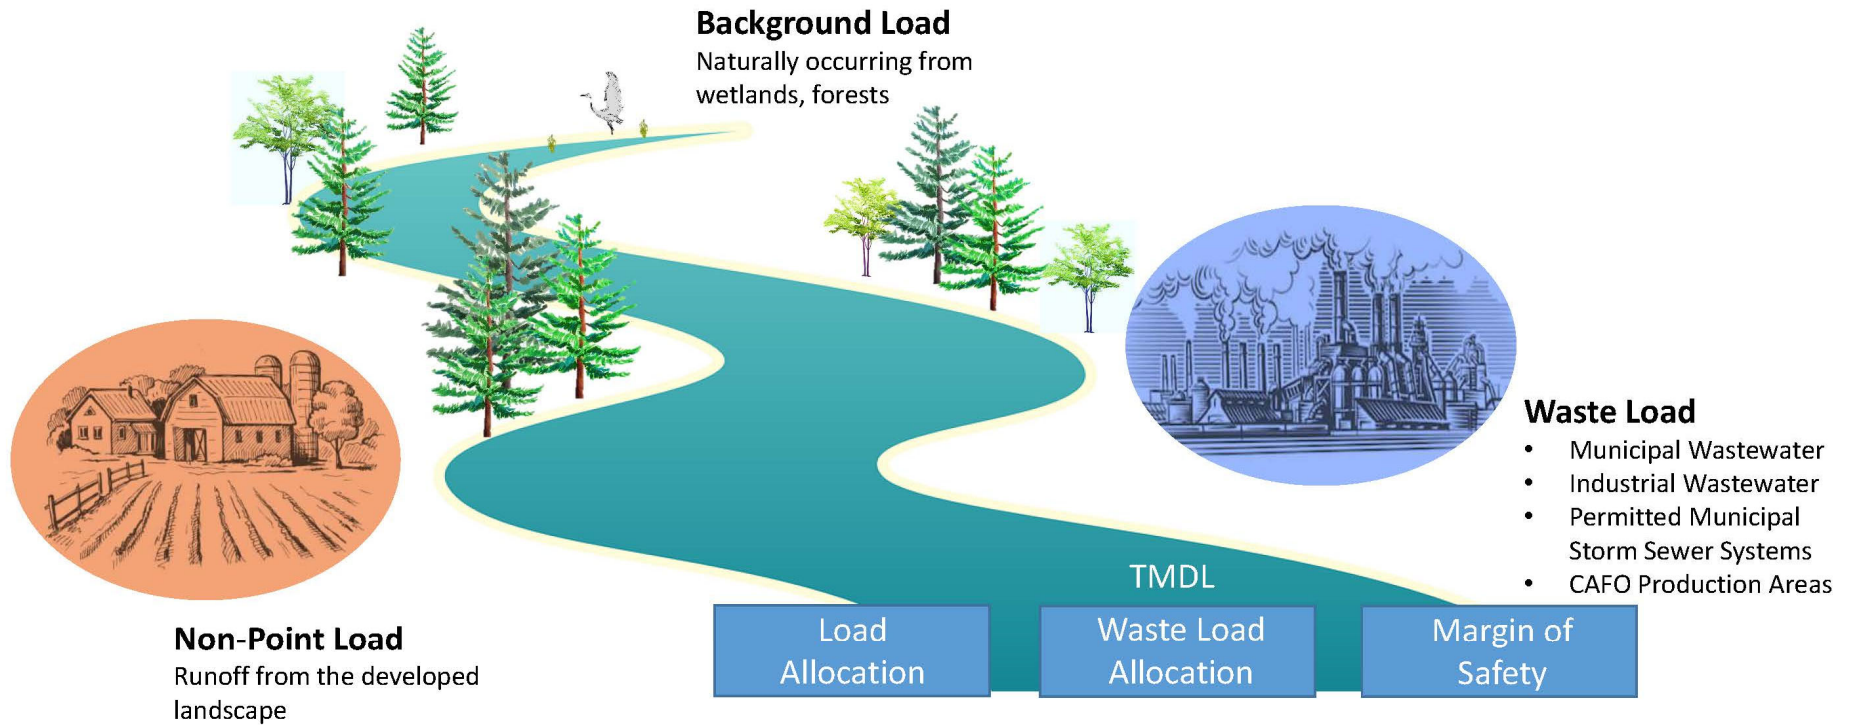 Background Load
Naturally occurring from
wetlands, forests
Waste Load
• Municipal Wastewater
• Industrial Wastewater
• Permitted Municipal
Storm Sewer Systems
• CAFO Production Areas
Non-Point Load
Runoff from the developed
landscape
TMDL
Load
Allocation
Waste Load
Allocation
Margin of
Safety